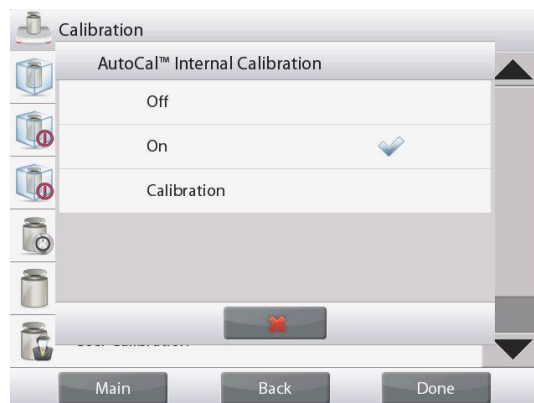 Calibration
AutoCal™ Internal Calibration
Off
On
Calibration
Main
Back
Done